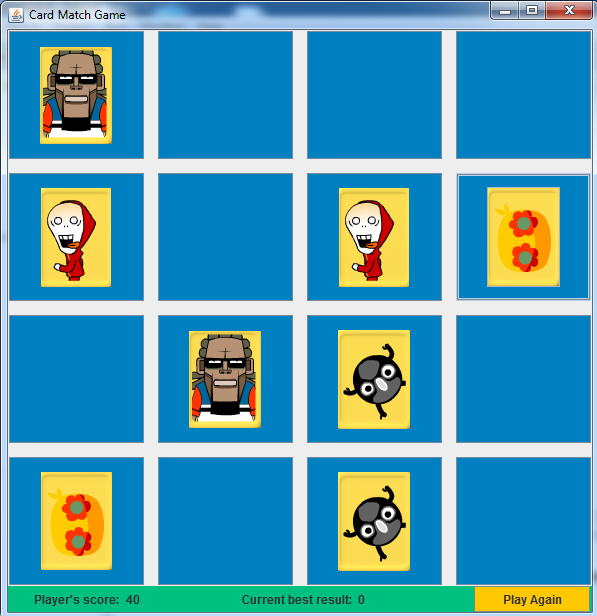 Card Match Game
Player's score: 40 Current best result: 0 Play Again